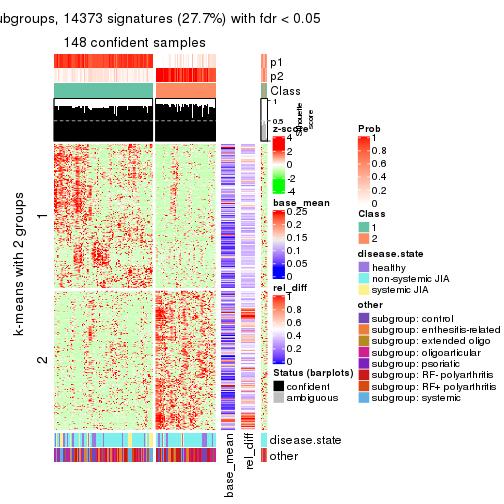 ubgroups, 14373 signatures (27.7%) with fdr < 0.05
148 confident samples
p1
p2
Class
1
0.5
0
Silhouette
score
k-means with 2 groups
1
2
z-score
4
2
0
-2
-4
base_mean
0.25
0.2
0.15
0.1
0.05
0
rel_diff
1
0.8
0.6
0.4
0.2
0
Status (barplots)
confident
ambiguous
Prob
1
0.8
0.6
0.4
0.2
0
Class
1
2
disease.state
healthy
non-systemic JIA
systemic JIA
other
subgroup: control
subgroup: enthesitis-related
subgroup: extended oligo
subgroup: oligoarticular
subgroup: psoriatic
subgroup: RF- polyarthritis
subgroup: RF+ polyarthritis
subgroup: systemic
disease.state
other
base_mean
rel_diff